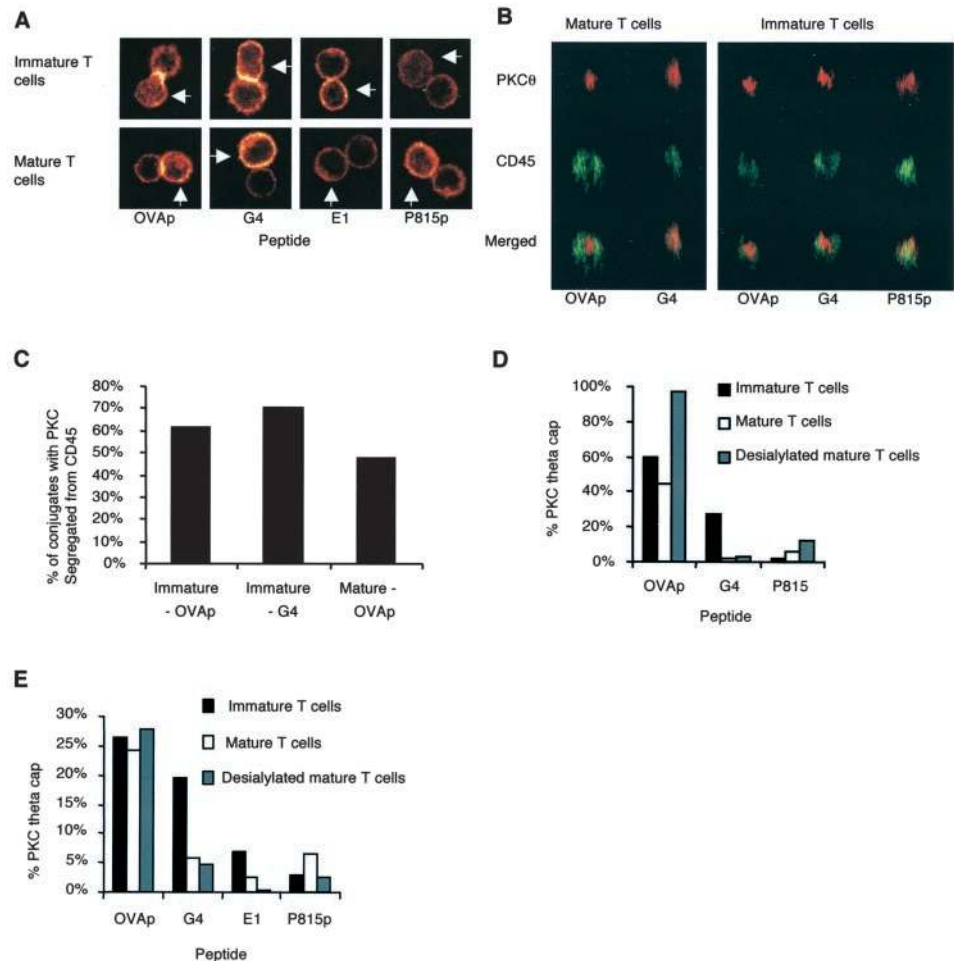 A
Immature T
cells
Mature T
cells
OVAp G4 E1 P815p
Peptide
B
Mature T cells Immature T cells
PKCθ
CD45
Merged
OVAp G4 OVAp G4 P815p
C
% of conjugates with PKC
Segregated from CD45
80%
70%
60%
50%
40%
30%
20%
10%
0%
Immature Immature Mature -
- OVAp - G4 OVAp
D
% PKC theta cap
100%
80%
60%
40%
20%
0%
Immature T cells
Mature T cells
Desialylated mature T cells
OVAp G4 P815
Peptide
E
% PKC theta cap
30%
25%
20%
15%
10%
5%
0%
Immature T cells
Mature T cells
Desialylated mature T cells
OVAp G4 E1 P815p
Peptide